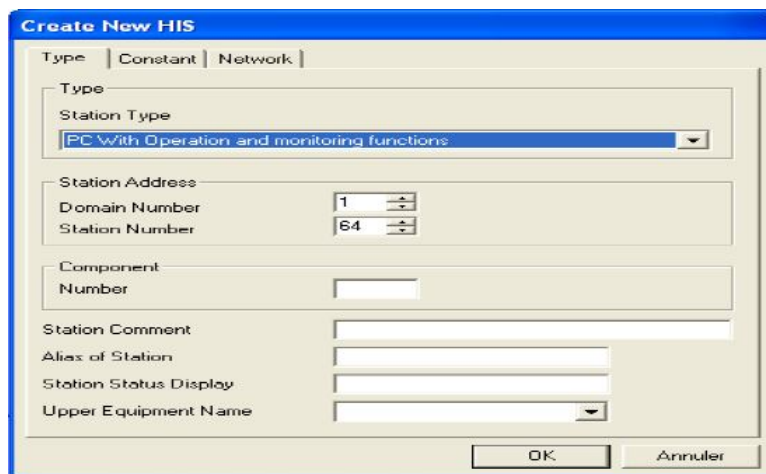 Create New HIS
Type Constant Network
Type
Station Type
PC With Operation and monitoring functions
Station Address
Domain Number 1
Station Number 64
Component
Number
Station Comment
Alias of Station
Station Status Display
Upper Equipment Name
OK Annuler